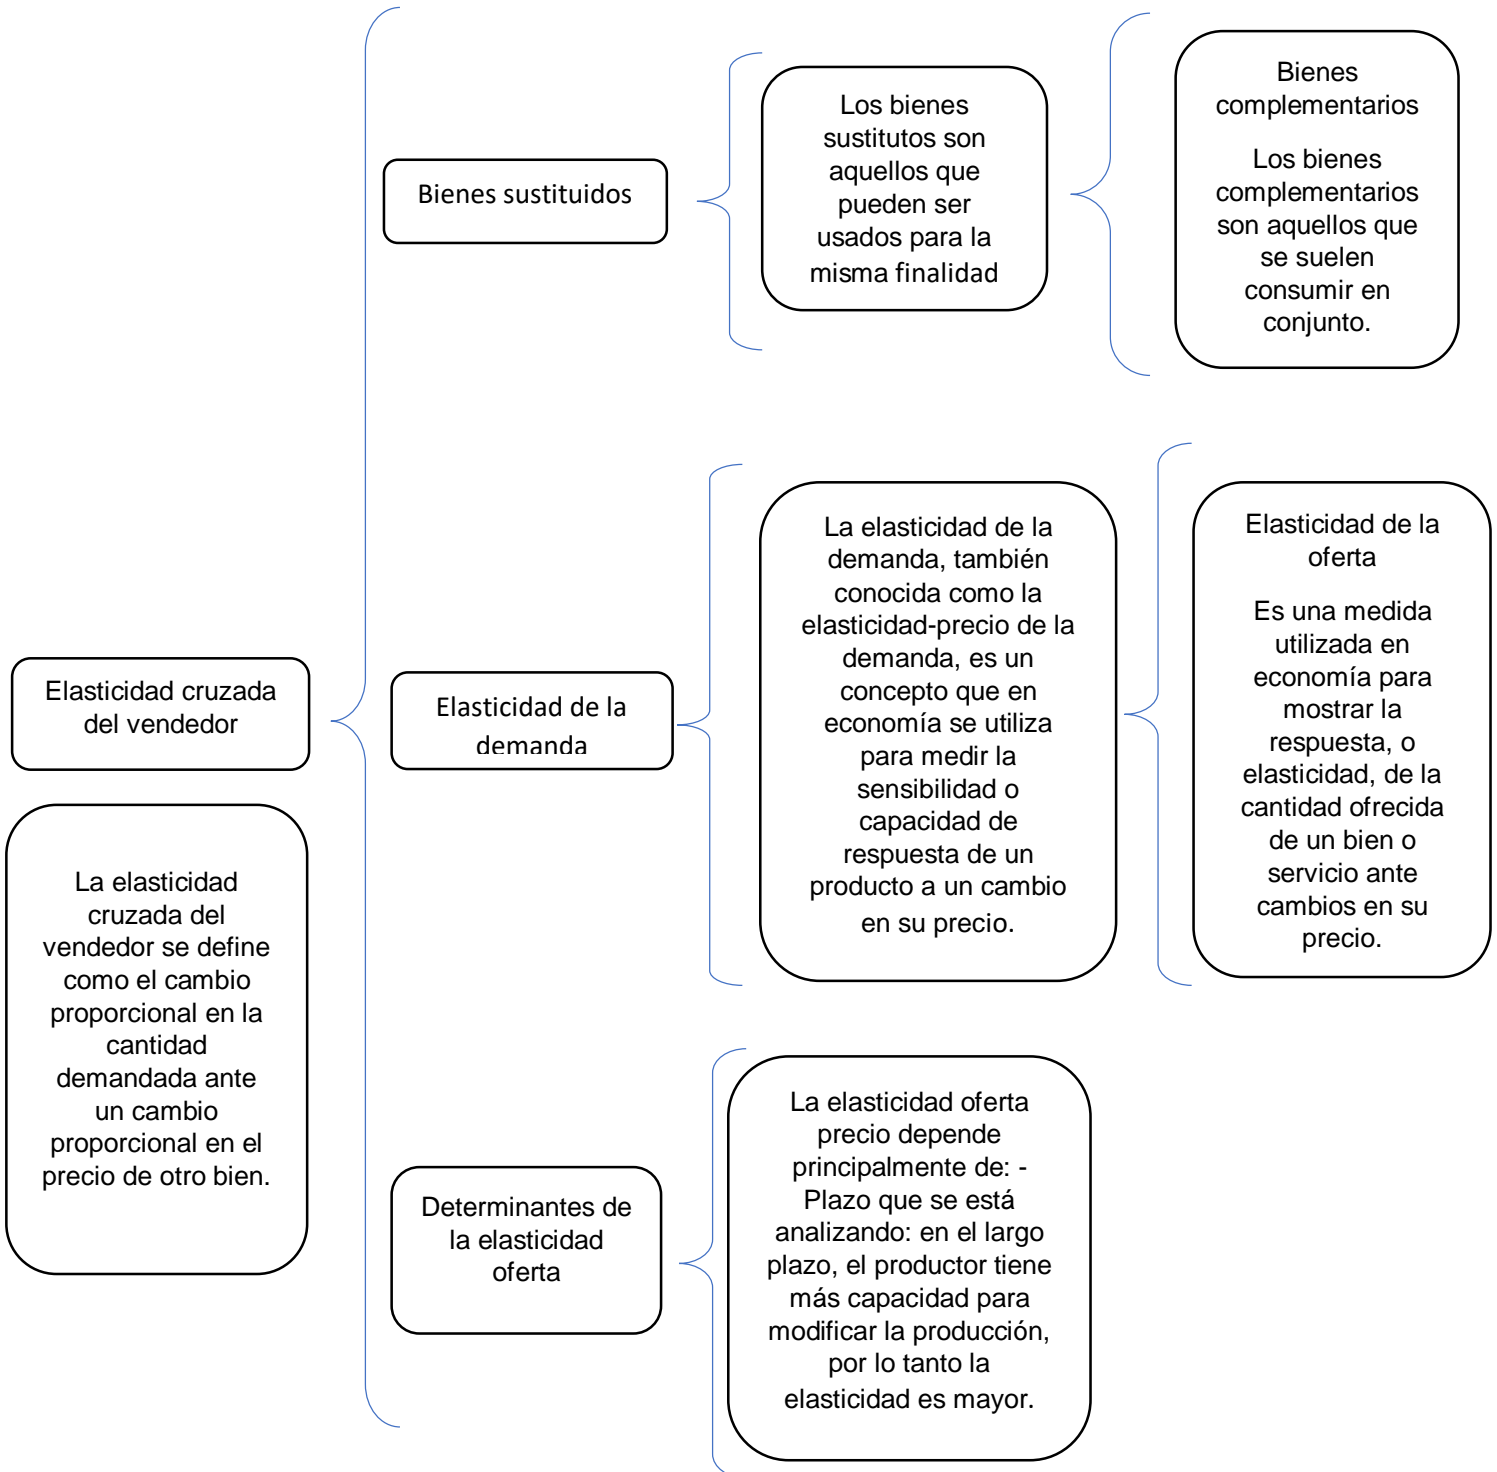 Elasticidad cruzada
del vendedor
La elasticidad
cruzada del
vendedor se define
como el cambio
proporcional en la
cantidad
demandada ante
un cambio
proporcional en el
precio de otro bien.
Bienes sustituidos
Los bienes
sustitutos son
aquellos que
pueden ser
usados para la
misma finalidad
Bienes
complementarios
Los bienes
complementarios
son aquellos que
se suelen
consumir en
conjunto.
Elasticidad de la
demanda
La elasticidad de la
demanda, también
conocida como la
elasticidad-precio de la
demanda, es un
concepto que en
economía se utiliza
para medir la
sensibilidad o
capacidad de
respuesta de un
producto a un cambio
en su precio.
Elasticidad de la
oferta
Es una medida
utilizada en
economía para
mostrar la
respuesta, o
elasticidad, de la
cantidad ofrecida
de un bien o
servicio ante
cambios en su
precio.
Determinantes de
la elasticidad
oferta
La elasticidad oferta
precio depende
principalmente de: -
Plazo que se está
analizando: en el largo
plazo, el productor tiene
más capacidad para
modificar la producción,
por lo tanto la
elasticidad es mayor.